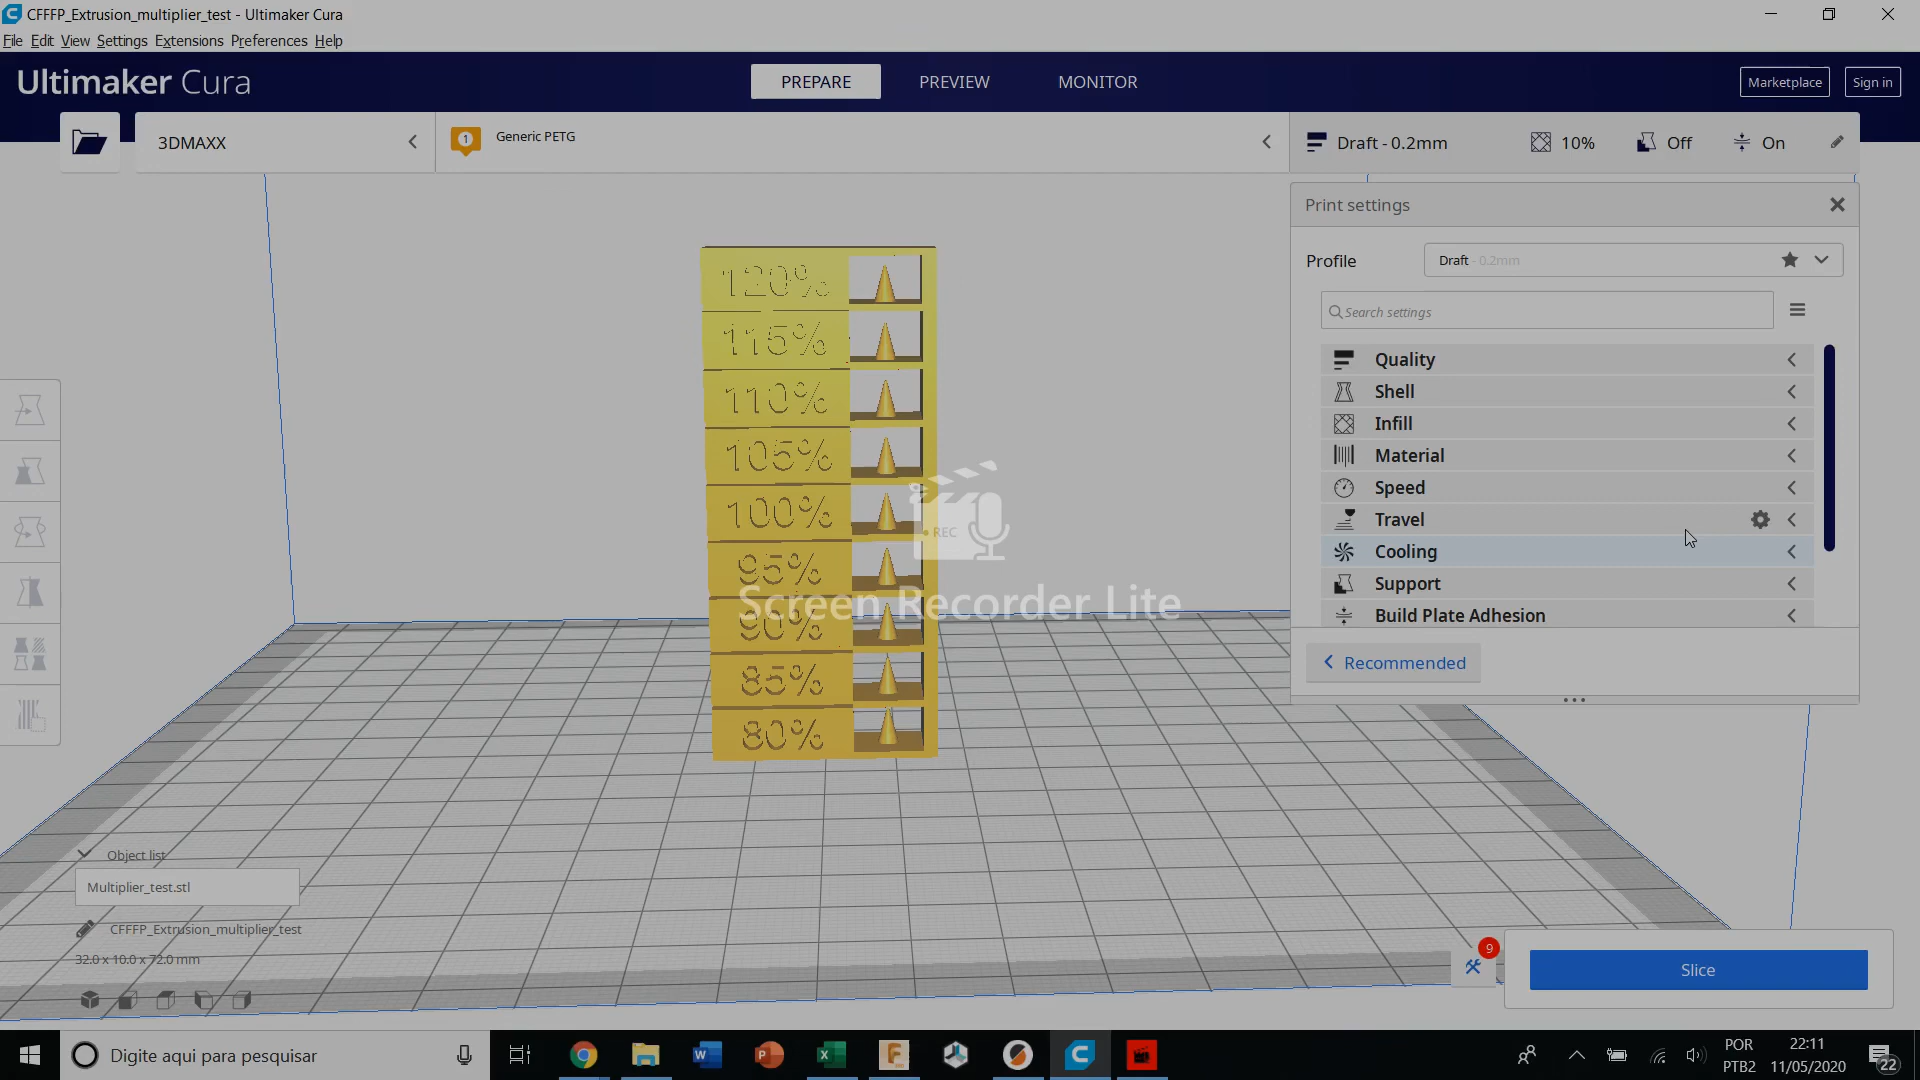 CFFFP_Extrusion_multiplier_test - Ultimaker Cura
File Edit View Settings Extensions Preferences Help
Ultimaker Cura
PREPARE
PREVIEW
MONITOR
Marketplace
Sign in
3DMAXX
1
Generic PETG
Draft - 0.2mm
10%
Off
On
Print settings
Profile
Draft - 0.2mm
Search settings
Quality
Shell
Infill
Material
Speed
Travel
Cooling
Support
Build Plate Adhesion
Recommended
120%
115%
110%
105%
100%
95%
90%
85%
80%
REC
Screen Recorder Lite
Object list
Multiplier_test.stl
CFFFP_Extrusion_multiplier_test
32.0 x 10.0 x 72.0 mm
9
Slice
Digite aqui para pesquisar
POR
PTB2
22:11
11/05/2020
22